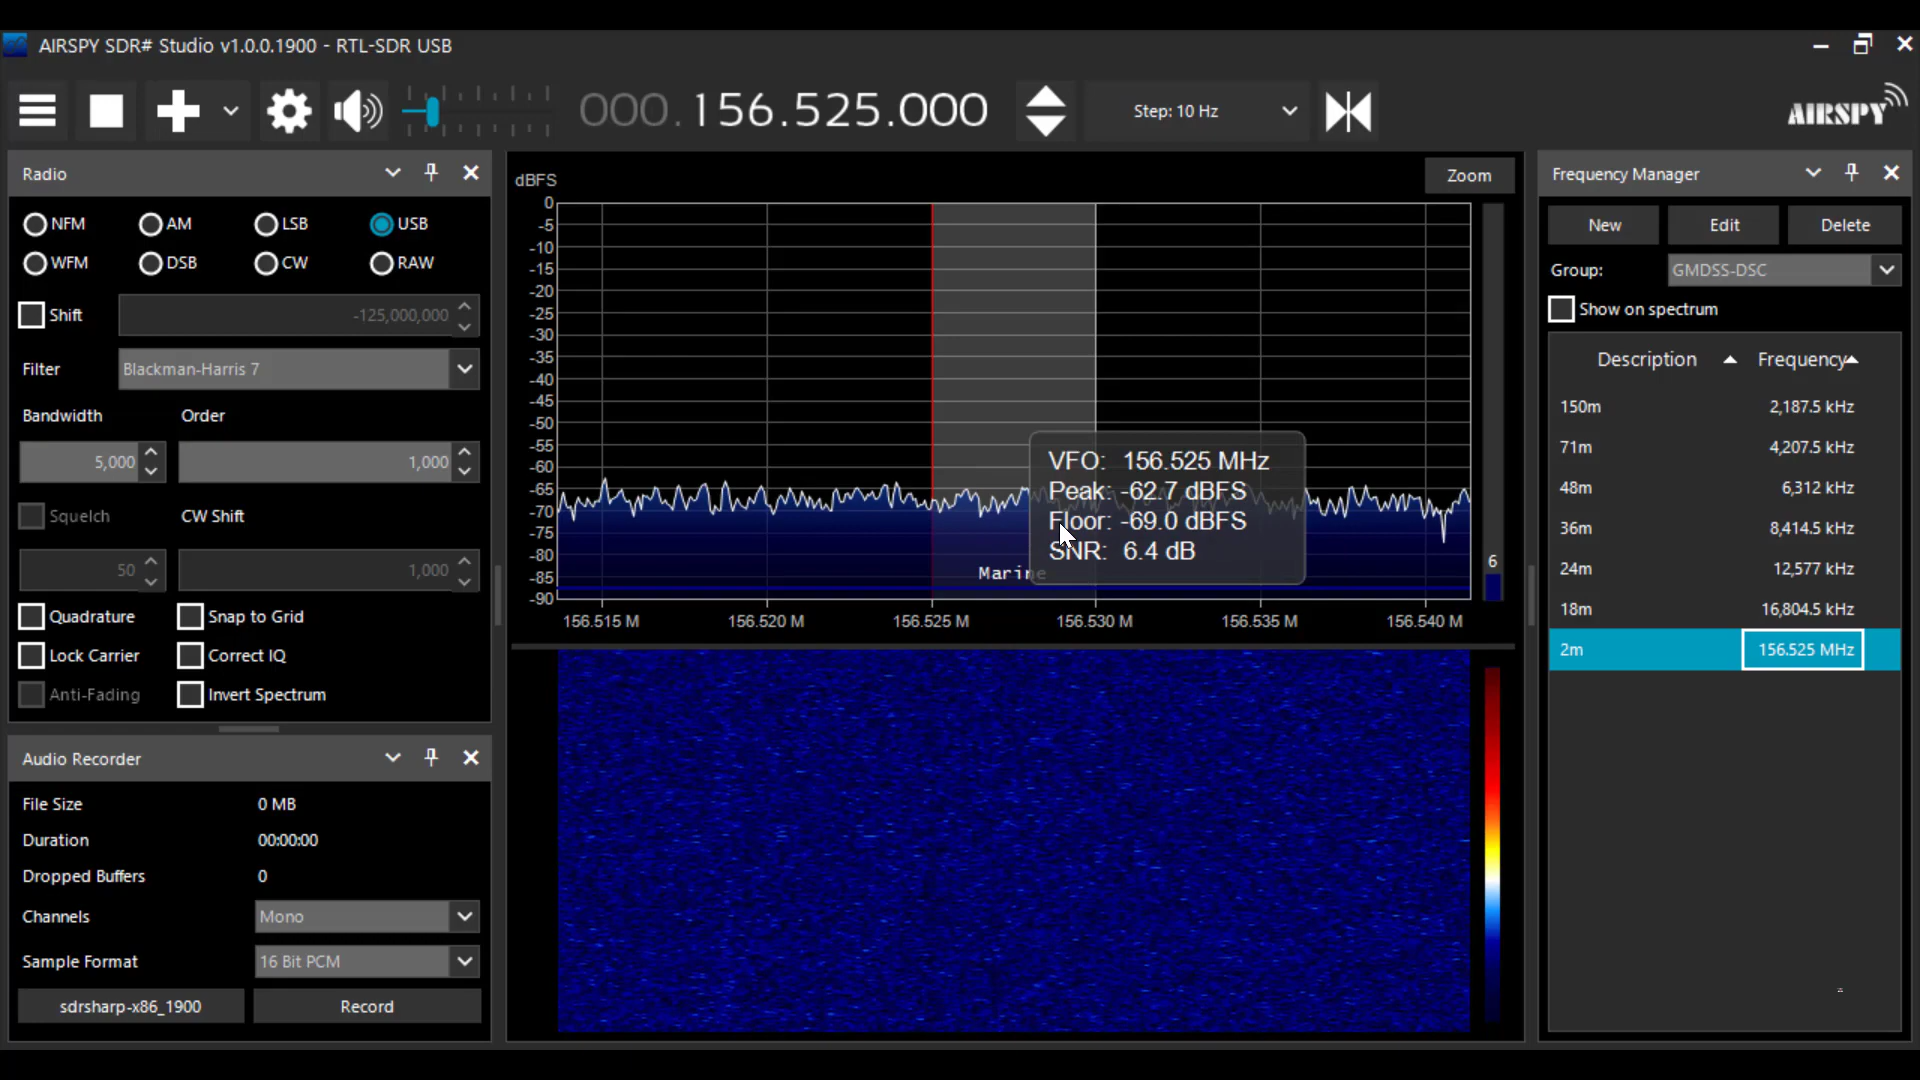 AIRSPY SDR# Studio v1.0.0.1900 - RTL-SDR USB
000.156.525.000
Step: 10 Hz
AIRSPY
Radio
NFM AM LSB USB
WFM DSB CW RAW
Shift -125,000,000
Filter Blackman-Harris 7
Bandwidth Order
5,000 1,000
Squelch CW Shift
50 1,000
Quadrature Snap to Grid
Lock Carrier Correct IQ
Anti-Fading Invert Spectrum
Audio Recorder
File Size 0 MB
Duration 00:00:00
Dropped Buffers 0
Channels Mono
Sample Format 16 Bit PCM
sdrsharp-x86_1900 Record
dBFS
Zoom
0
-5
-10
-15
-20
-25
-30
-35
-40
-45
-50
-55
-60
-65
-70
-75
-80
-85
-90
VFO: 156.525 MHz
Peak: -62.7 dBFS
Floor: -69.0 dBFS
SNR: 6.4 dB
Marine
6
156.515 M 156.520 M 156.525 M 156.530 M 156.535 M 156.540 M
Frequency Manager
New Edit Delete
Group: GMDSS-DSC
Show on spectrum
Description Frequency
150m 2,187.5 kHz
71m 4,207.5 kHz
48m 6,312 kHz
36m 8,414.5 kHz
24m 12,577 kHz
18m 16,804.5 kHz
2m 156.525 MHz